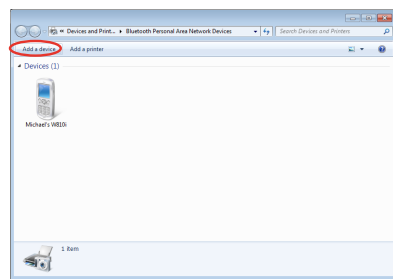 « Devices and Print... ▸ Bluetooth Personal Area Network Devices
Search Devices and Printers
Add a device
Add a printer
Devices (1)
Michael's W810i
1 item